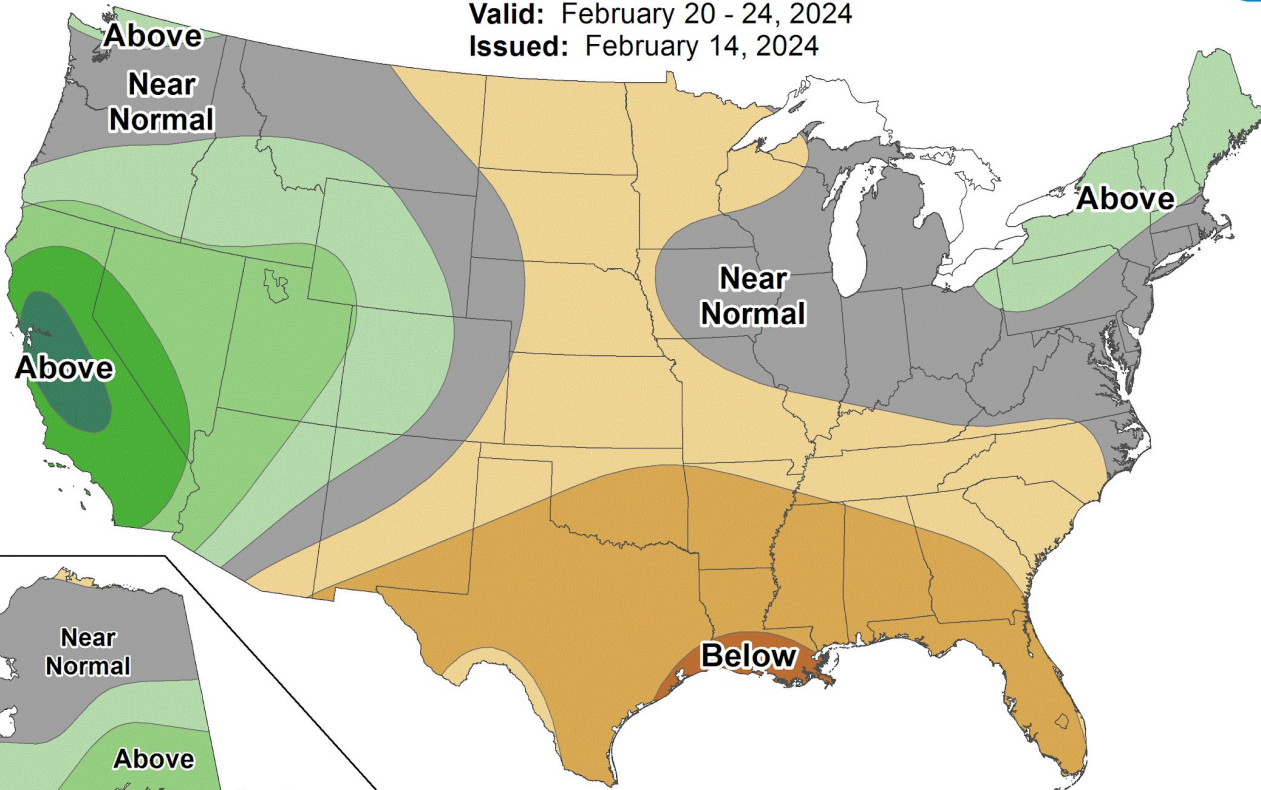 Valid: February 20 - 24, 2024
Issued: February 14, 2024
Above
Near
Normal
Above
Near
Normal
Above
Below
Near
Normal
Above